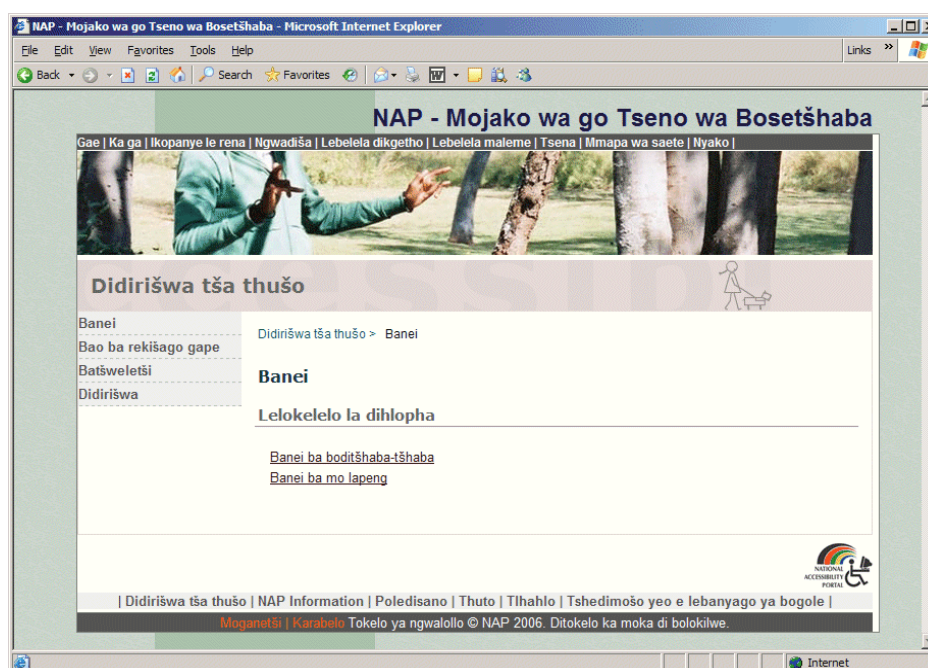 NAP - Mojako wa go Tseno wa Bosetšhaba - Microsoft Internet Explorer
File Edit View Favorites Tools Help Links »
Back Search Favorites
NAP - Mojako wa go Tseno wa Bosetšhaba
Gae | Ka ga | Ikopanye le rena | Ngwadiša | Lebelela dikgetho | Lebelela maleme | Tsena | Mmapa wa saete | Nyako |
Didirišwa tša thušo
Banei
Bao ba rekišago gape
Batšweletši
Didirišwa
Didirišwa tša thušo > Banei
Banei
Lelokelelo la dihlopha
Banei ba boditšhaba-tšhaba
Banei ba mo lapeng
NATIONAL
ACCESSIBILITY
PORTAL
| Didirišwa tša thušo | NAP Information | Poledisano | Thuto | Tlhahlo | Tshedimošo yeo e lebanyago ya bogole |
Moganetši | Karabelo Tokelo ya ngwalollo © NAP 2006. Ditokelo ka moka di bolokilwe.
Internet